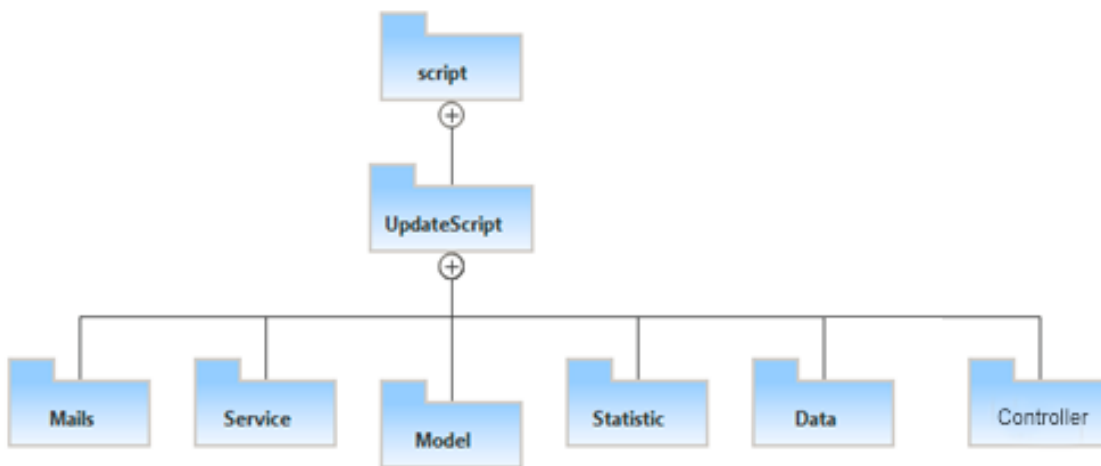 script
UpdateScript
Mails
Service
Model
Statistic
Data
Controller